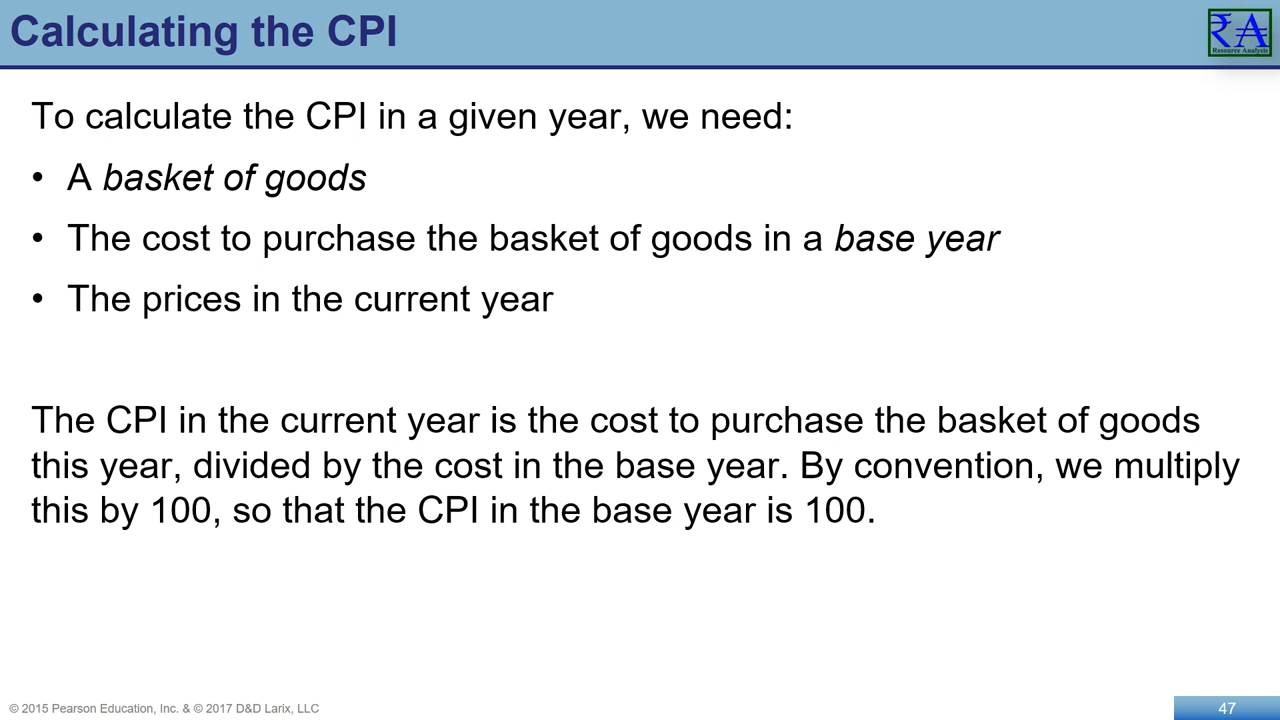 Calculating the CPI
₹A
Resource Analysis
To calculate the CPI in a given year, we need:
• A basket of goods
• The cost to purchase the basket of goods in a base year
• The prices in the current year
The CPI in the current year is the cost to purchase the basket of goods
this year, divided by the cost in the base year. By convention, we multiply
this by 100, so that the CPI in the base year is 100.
© 2015 Pearson Education, Inc. & © 2017 D&D Larix, LLC
47